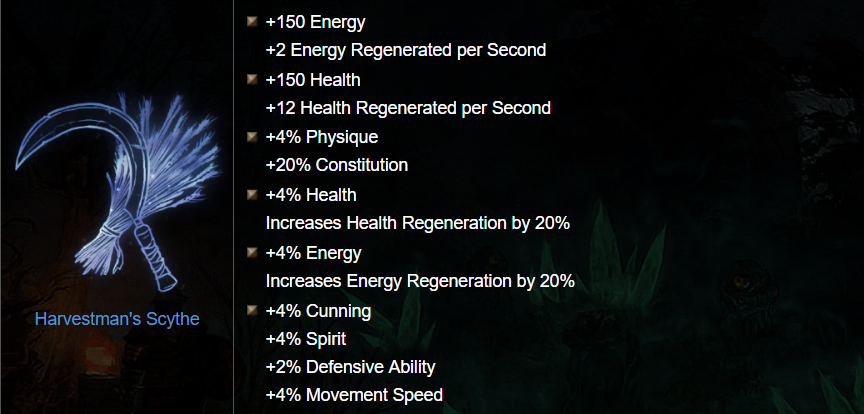 +150 Energy
+2 Energy Regenerated per Second
+150 Health
+12 Health Regenerated per Second
+4% Physique
+20% Constitution
+4% Health
Increases Health Regeneration by 20%
+4% Energy
Increases Energy Regeneration by 20%
+4% Cunning
+4% Spirit
+2% Defensive Ability
+4% Movement Speed
Harvestman's Scythe